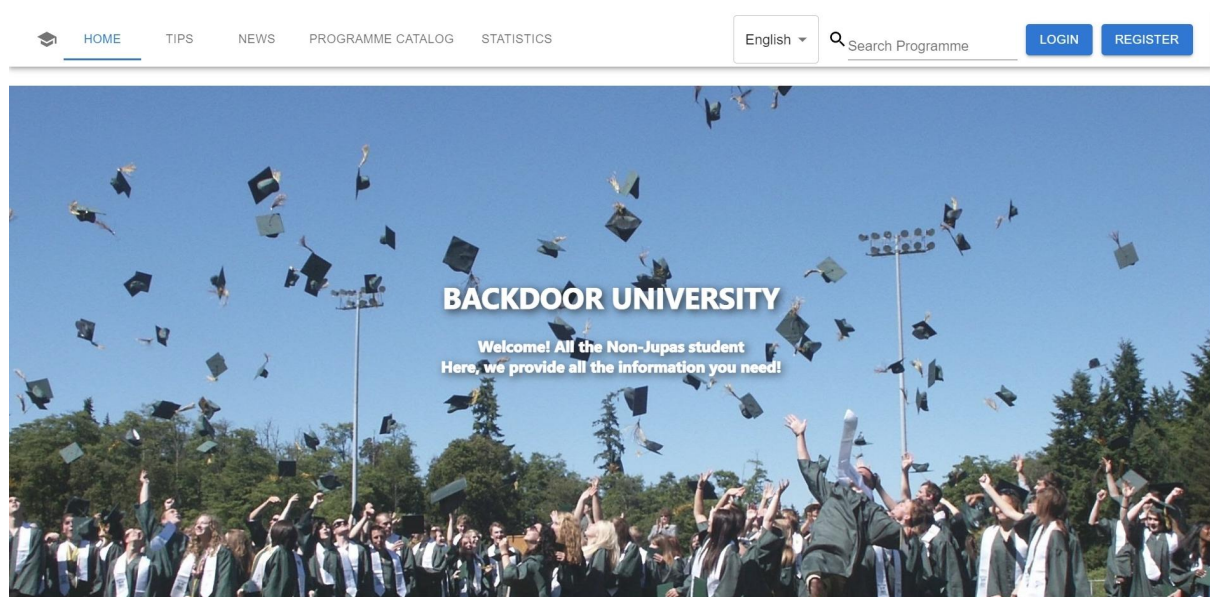 HOME
TIPS
NEWS
PROGRAMME CATALOG
STATISTICS
English
Search Programme
LOGIN
REGISTER
BACKDOOR UNIVERSITY
Welcome! All the Non-Jupas student
Here, we provide all the information you need!